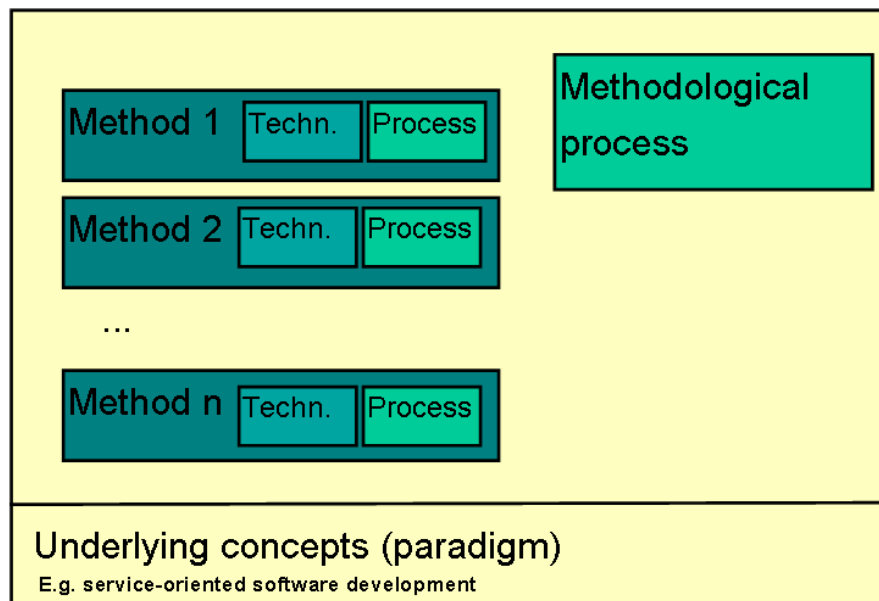 Methodological
process
Method 1 Techn. Process
Method 2 Techn. Process
...
Method n Techn. Process
Underlying concepts (paradigm)
E.g. service-oriented software development